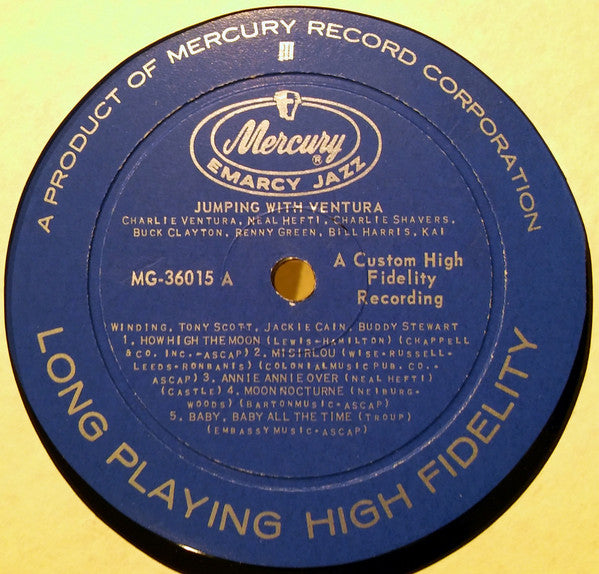 A PRODUCT OF MERCURY RECORD CORPORATION
Mercury
®
EMARCY JAZZ
JUMPING WITH VENTURA
CHARLIE VENTURA, NEAL HEFTI, CHARLIE SHAVERS,
BUCK CLAYTON, RENNY GREEN, BILL HARRIS, KAI
MG-36015 A
A Custom High
Fidelity
Recording
WINDING, TONY SCOTT, JACKIE CAIN, BUDDY STEWART
1. HOW HIGH THE MOON (LEWIS-HAMILTON) (CHAPPELL
& CO. INC.-ASCAP) 2. MISIRLOU (WISE-RUSSELL-
LEEDS-RONBANIS) (COLONIAL MUSIC PUB. CO.-
ASCAP) 3. ANNIE ANNIE OVER (NEAL HEFTI)
(CASTLE) 4. MOON NOCTURNE (NEIBURG-
WOODS) (BARTON MUSIC-ASCAP)
5. BABY, BABY ALL THE TIME (TROUP)
(EMBASSY MUSIC-ASCAP)
LONG PLAYING HIGH FIDELITY